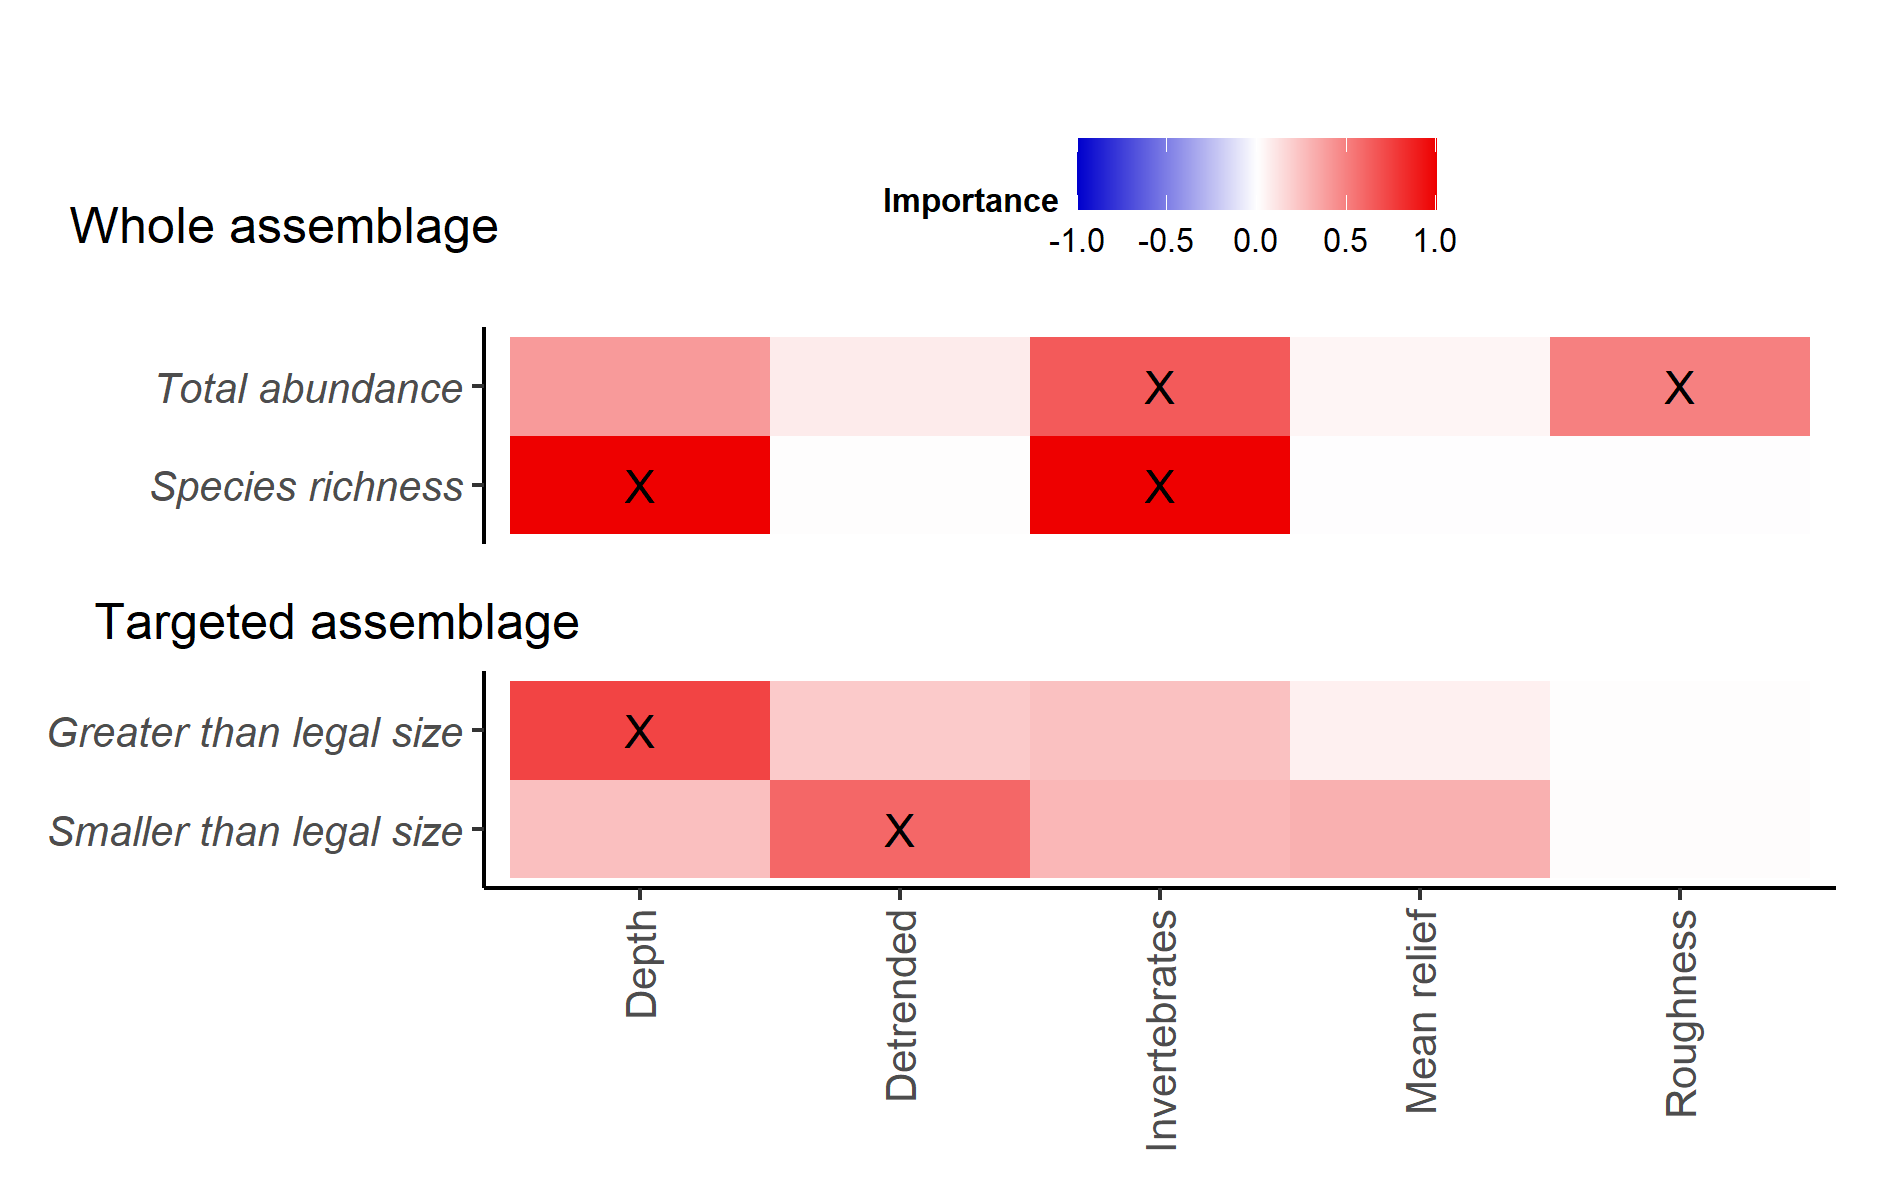 Importance
-1.0 -0.5 0.0 0.5 1.0
Whole assemblage
Total abundance X X
Species richness X X
Targeted assemblage
Greater than legal size X
Smaller than legal size X
Depth
Detrended
Invertebrates
Mean relief
Roughness